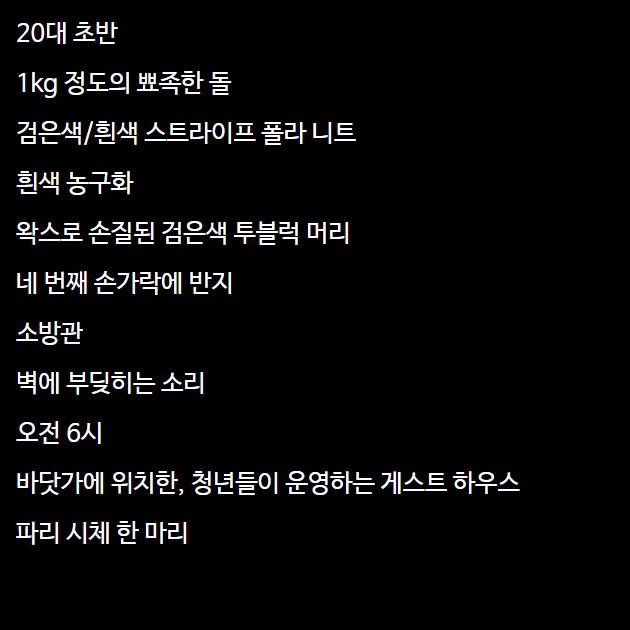 20대 초반
1kg 정도의 뾰족한 돌
검은색/흰색 스트라이프 폴라 니트
흰색 농구화
왁스로 손질된 검은색 투블럭 머리
네 번째 손가락에 반지
소방관
벽에 부딪히는 소리
오전 6시
바닷가에 위치한, 청년들이 운영하는 게스트 하우스
파리 시체 한 마리